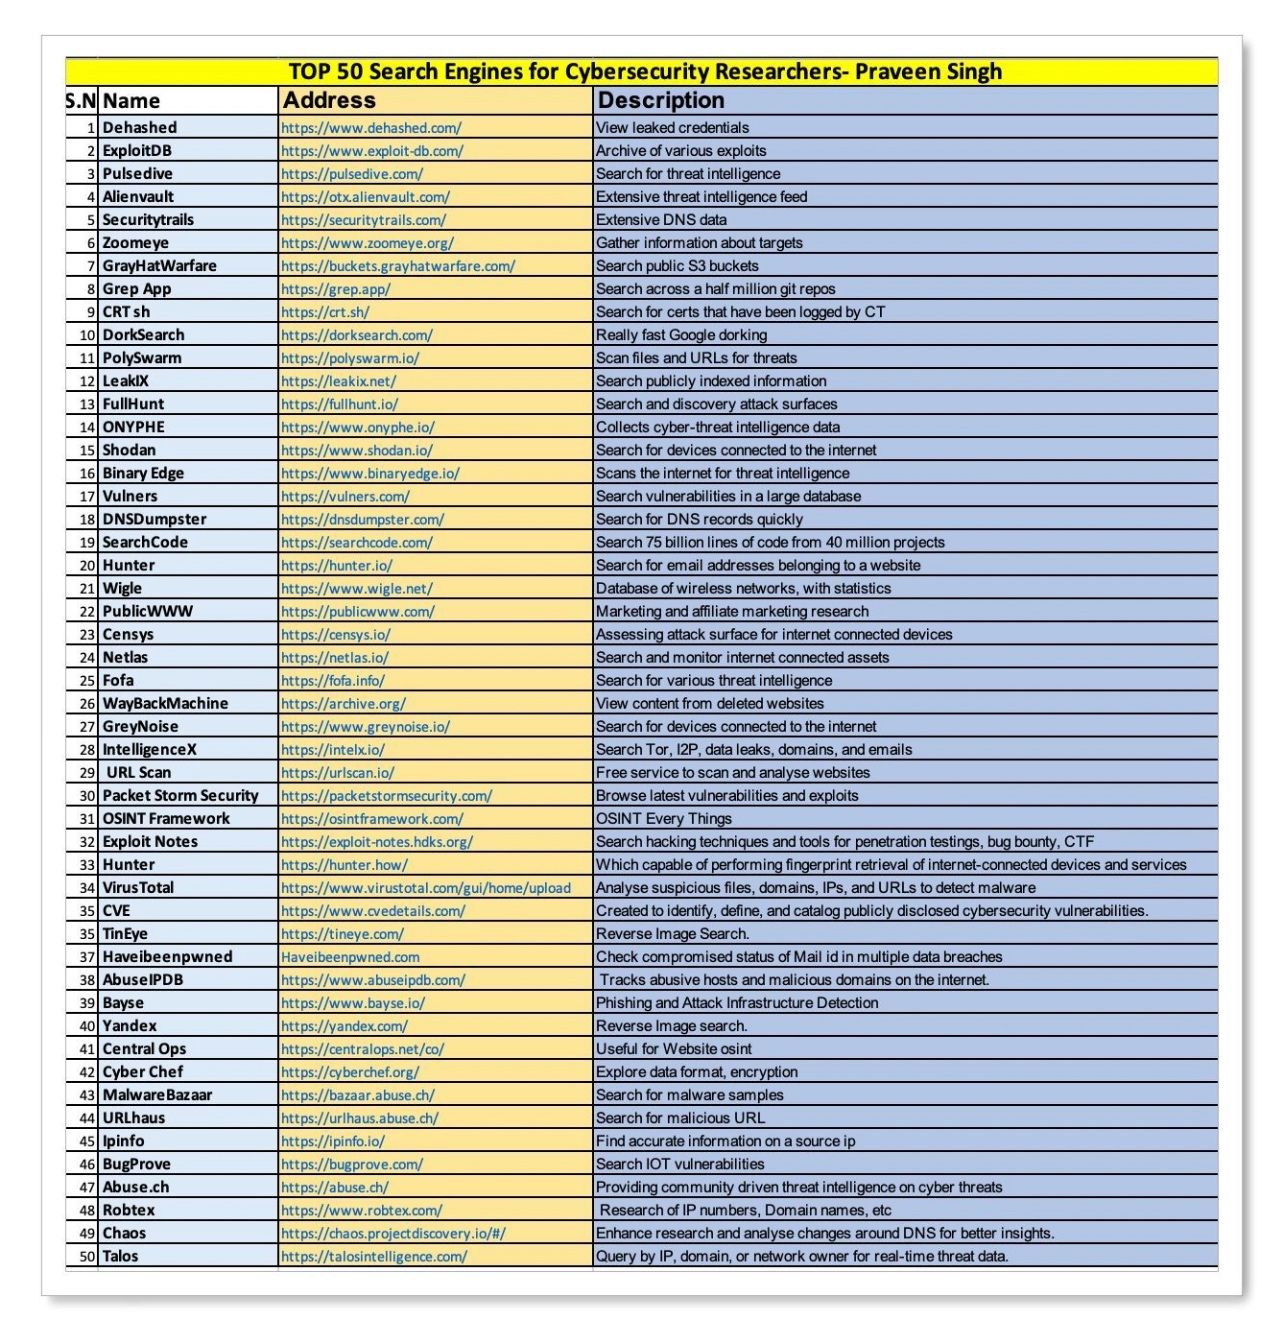 TOP 50 Search Engines for Cybersecurity Researchers- Praveen Singh
S.N Name Address Description
1 Dehashed https://www.dehashed.com/ View leaked credentials
2 ExploitDB https://www.exploit-db.com/ Archive of various exploits
3 Pulsedive https://pulsedive.com/ Search for threat intelligence
4 Alienvault https://otx.alienvault.com/ Extensive threat intelligence feed
5 Securitytrails https://securitytrails.com/ Extensive DNS data
6 Zoomeye https://www.zoomeye.org/ Gather information about targets
7 GrayHatWarfare https://buckets.grayhatwarfare.com/ Search public S3 buckets
8 Grep App https://grep.app/ Search across a half million git repos
9 CRT sh https://crt.sh/ Search for certs that have been logged by CT
10 DorkSearch https://dorksearch.com/ Really fast Google dorking
11 PolySwarm https://polyswarm.io/ Scan files and URLs for threats
12 LeakIX https://leakix.net/ Search publicly indexed information
13 FullHunt https://fullhunt.io/ Search and discovery attack surfaces
14 ONYPHE https://www.onyphe.io/ Collects cyber-threat intelligence data
15 Shodan https://www.shodan.io/ Search for devices connected to the internet
16 Binary Edge https://www.binaryedge.io/ Scans the internet for threat intelligence
17 Vulners https://vulners.com/ Search vulnerabilities in a large database
18 DNSDumpster https://dnsdumpster.com/ Search for DNS records quickly
19 SearchCode https://searchcode.com/ Search 75 billion lines of code from 40 million projects
20 Hunter https://hunter.io/ Search for email addresses belonging to a website
21 Wigle https://www.wigle.net/ Database of wireless networks, with statistics
22 PublicWWW https://publicwww.com/ Marketing and affiliate marketing research
23 Censys https://censys.io/ Assessing attack surface for internet connected devices
24 Netlas https://netlas.io/ Search and monitor internet connected assets
25 Fofa https://fofa.info/ Search for various threat intelligence
26 WayBackMachine https://archive.org/ View content from deleted websites
27 GreyNoise https://www.greynoise.io/ Search for devices connected to the internet
28 IntelligenceX https://intelx.io/ Search Tor, I2P, data leaks, domains, and emails
29 URL Scan https://urlscan.io/ Free service to scan and analyse websites
30 Packet Storm Security https://packetstormsecurity.com/ Browse latest vulnerabilities and exploits
31 OSINT Framework https://osintframework.com/ OSINT Every Things
32 Exploit Notes https://exploit-notes.hdks.org/ Search hacking techniques and tools for penetration testings, bug bounty, CTF
33 Hunter https://hunter.how/ Which capable of performing fingerprint retrieval of internet-connected devices and services
34 VirusTotal https://www.virustotal.com/gui/home/upload Analyse suspicious files, domains, IPs, and URLs to detect malware
35 CVE https://www.cvedetails.com/ Created to identify, define, and catalog publicly disclosed cybersecurity vulnerabilities.
35 TinEye https://tineye.com/ Reverse Image Search.
37 Haveibeenpwned Haveibeenpwned.com Check compromised status of Mail id in multiple data breaches
38 AbuseIPDB https://www.abuseipdb.com/ Tracks abusive hosts and malicious domains on the internet.
39 Bayse https://www.bayse.io/ Phishing and Attack Infrastructure Detection
40 Yandex https://yandex.com/ Reverse Image search.
41 Central Ops https://centralops.net/co/ Useful for Website osint
42 Cyber Chef https://cyberchef.org/ Explore data format, encryption
43 MalwareBazaar https://bazaar.abuse.ch/ Search for malware samples
44 URLhaus https://urlhaus.abuse.ch/ Search for malicious URL
45 Ipinfo https://ipinfo.io/ Find accurate information on a source ip
46 BugProve https://bugprove.com/ Search IOT vulnerabilities
47 Abuse.ch https://abuse.ch/ Providing community driven threat intelligence on cyber threats
48 Robtex https://www.robtex.com/ Research of IP numbers, Domain names, etc
49 Chaos https://chaos.projectdiscovery.io/#/ Enhance research and analyse changes around DNS for better insights.
50 Talos https://talosintelligence.com/ Query by IP, domain, or network owner for real-time threat data.